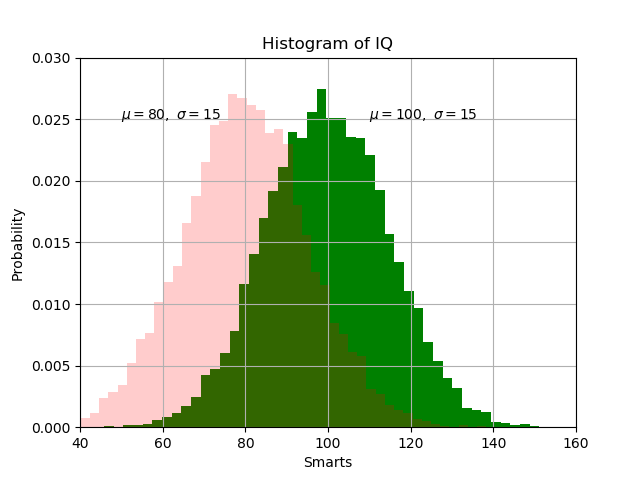 Histogram of IQ
0.030
0.025
0.020
0.015
0.010
0.005
0.000
Probability
μ = 80, σ = 15
μ = 100, σ = 15
40 60 80 100 120 140 160
Smarts